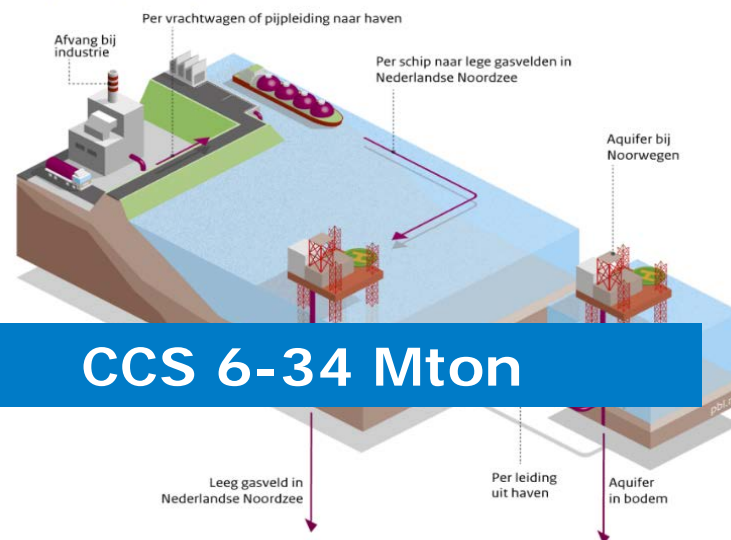 Per vrachtwagen of pijpleiding naar haven
Afvang bij
industrie
Per schip naar lege gasvelden in
Nederlandse Noordzee
Aquifer bij
Noorwegen
CCS 6-34 Mton
Leeg gasveld in
Nederlandse Noordzee
Per leiding
uit haven
Aquifer
in bodem